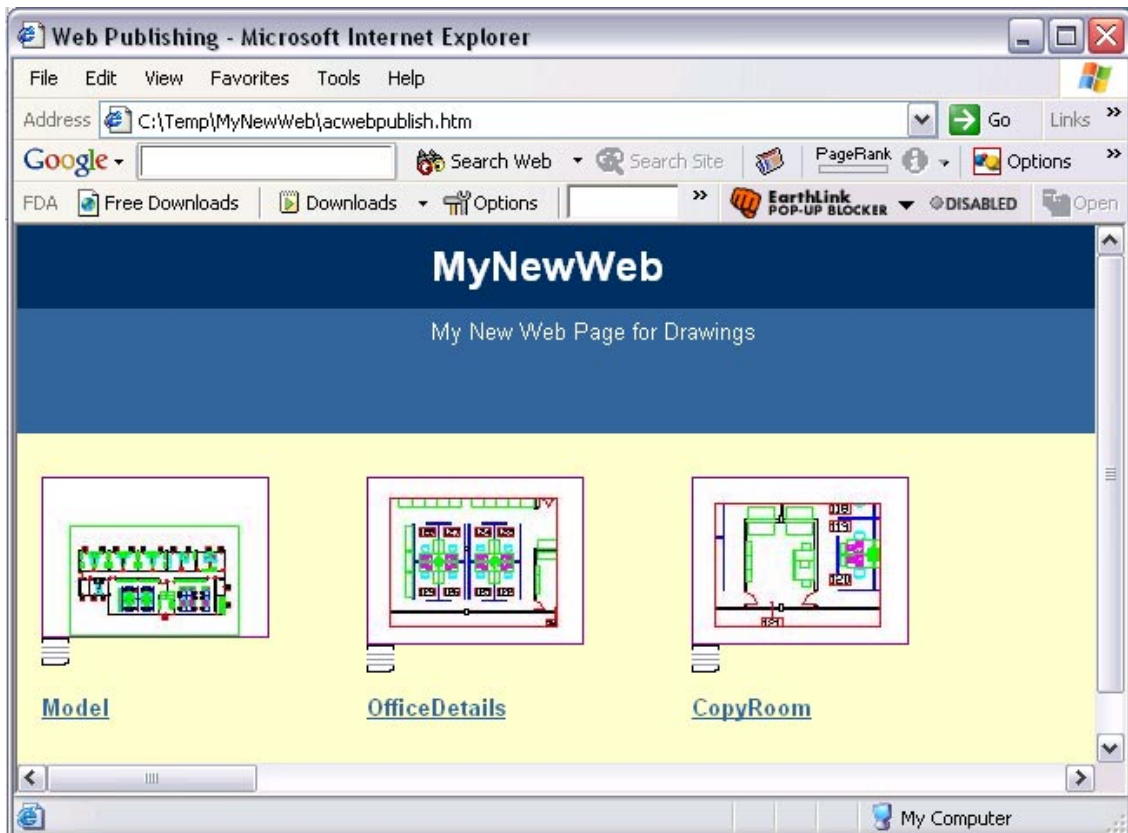 Web Publishing - Microsoft Internet Explorer
File Edit View Favorites Tools Help
Address C:\Temp\MyNewWeb\acwebpublish.htm Go Links »
Google Search Web Search Site PageRank Options »
FDA Free Downloads Downloads Options » EarthLink POP-UP BLOCKER DISABLED Open
MyNewWeb
My New Web Page for Drawings
Model OfficeDetails CopyRoom
My Computer